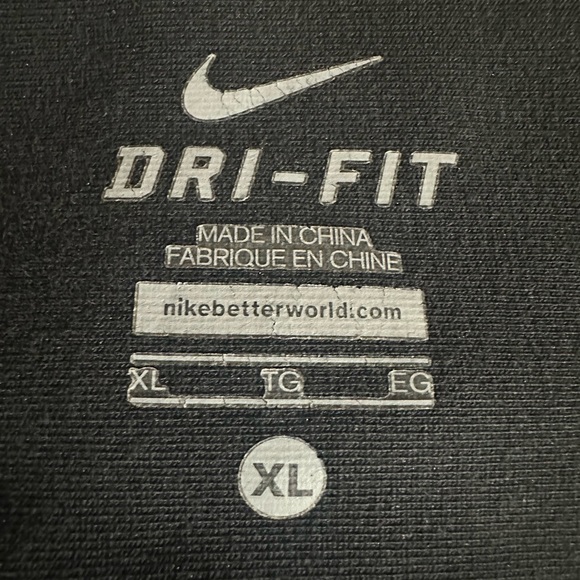 DRI-FIT
MADE IN CHINA
FABRIQUE EN CHINE
nikebetterworld.com
XL TG EG
XL